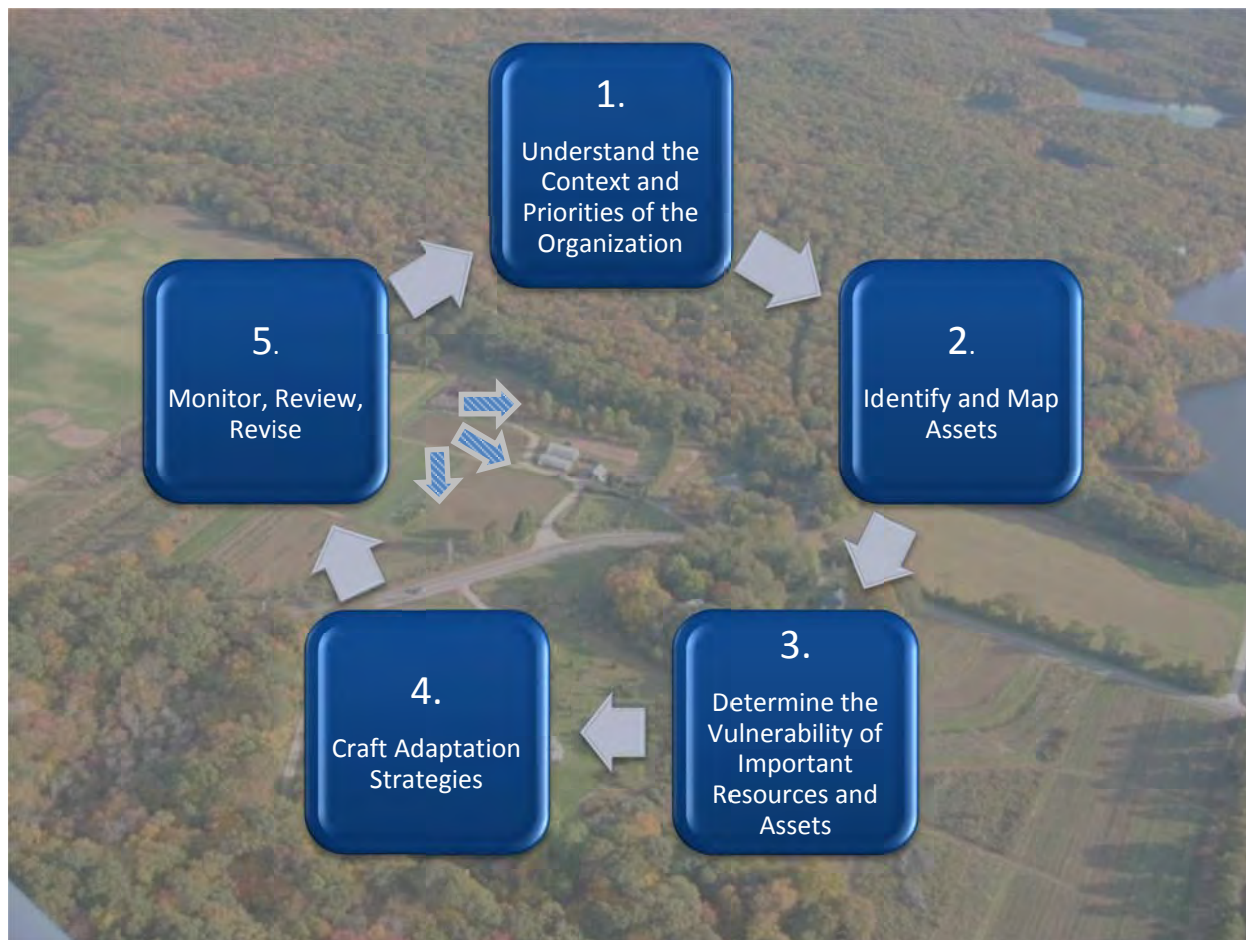 1.
Understand the
Context and
Priorities of the
Organization
2.
Identify and Map
Assets
3.
Determine the
Vulnerability of
Important
Resources and
Assets
4.
Craft Adaptation
Strategies
5.
Monitor, Review,
Revise